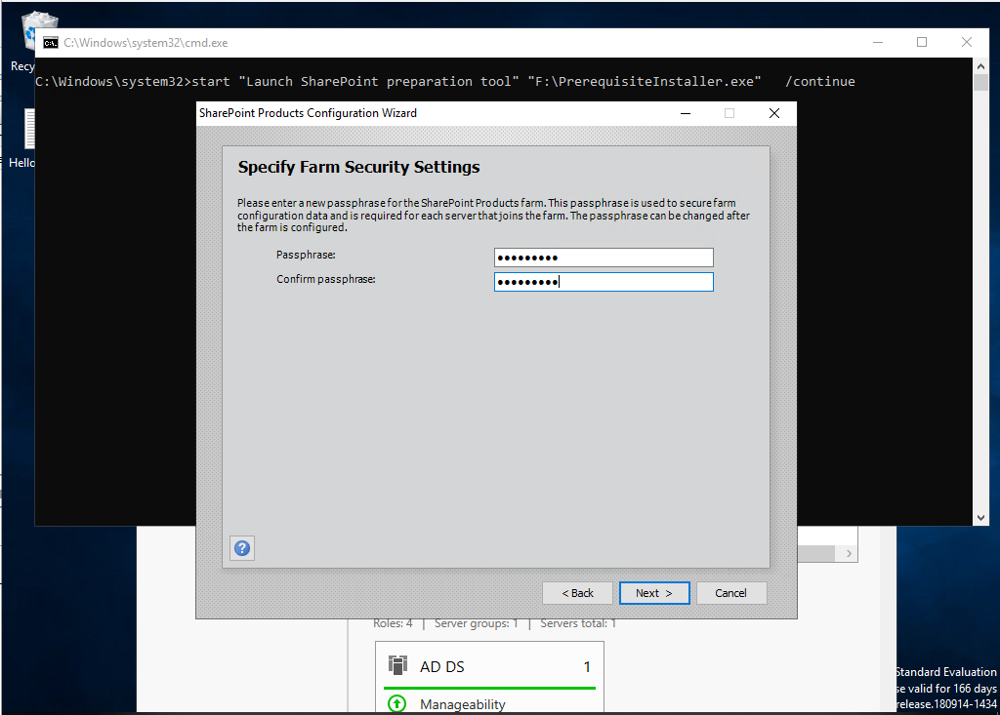 Recy
C:\Windows\system32\cmd.exe
C:\Windows\system32>start "Launch SharePoint preparation tool" "F:\PrerequisiteInstaller.exe" /continue
Hello
SharePoint Products Configuration Wizard
Specify Farm Security Settings
Please enter a new passphrase for the SharePoint Products farm. This passphrase is used to secure farm
configuration data and is required for each server that joins the farm. The passphrase can be changed after
the farm is configured.
Passphrase: ●●●●●●●●●
Confirm passphrase: ●●●●●●●●●
?
< Back Next > Cancel
Roles: 4 | Server groups: 1 | Servers total: 1
AD DS 1
Manageability
Standard Evaluation
se valid for 166 days
release.180914-1434